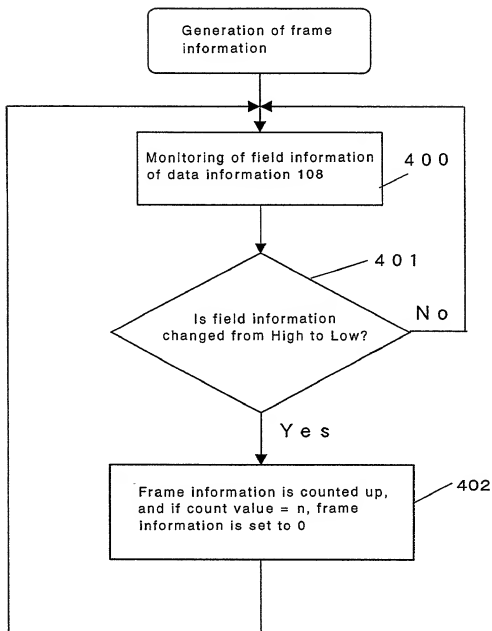 Generation of frame
information
Monitoring of field information
of data information 108
400
401
Is field information
changed from High to Low?
No
Yes
Frame information is counted up,
and if count value = n, frame
information is set to 0
402